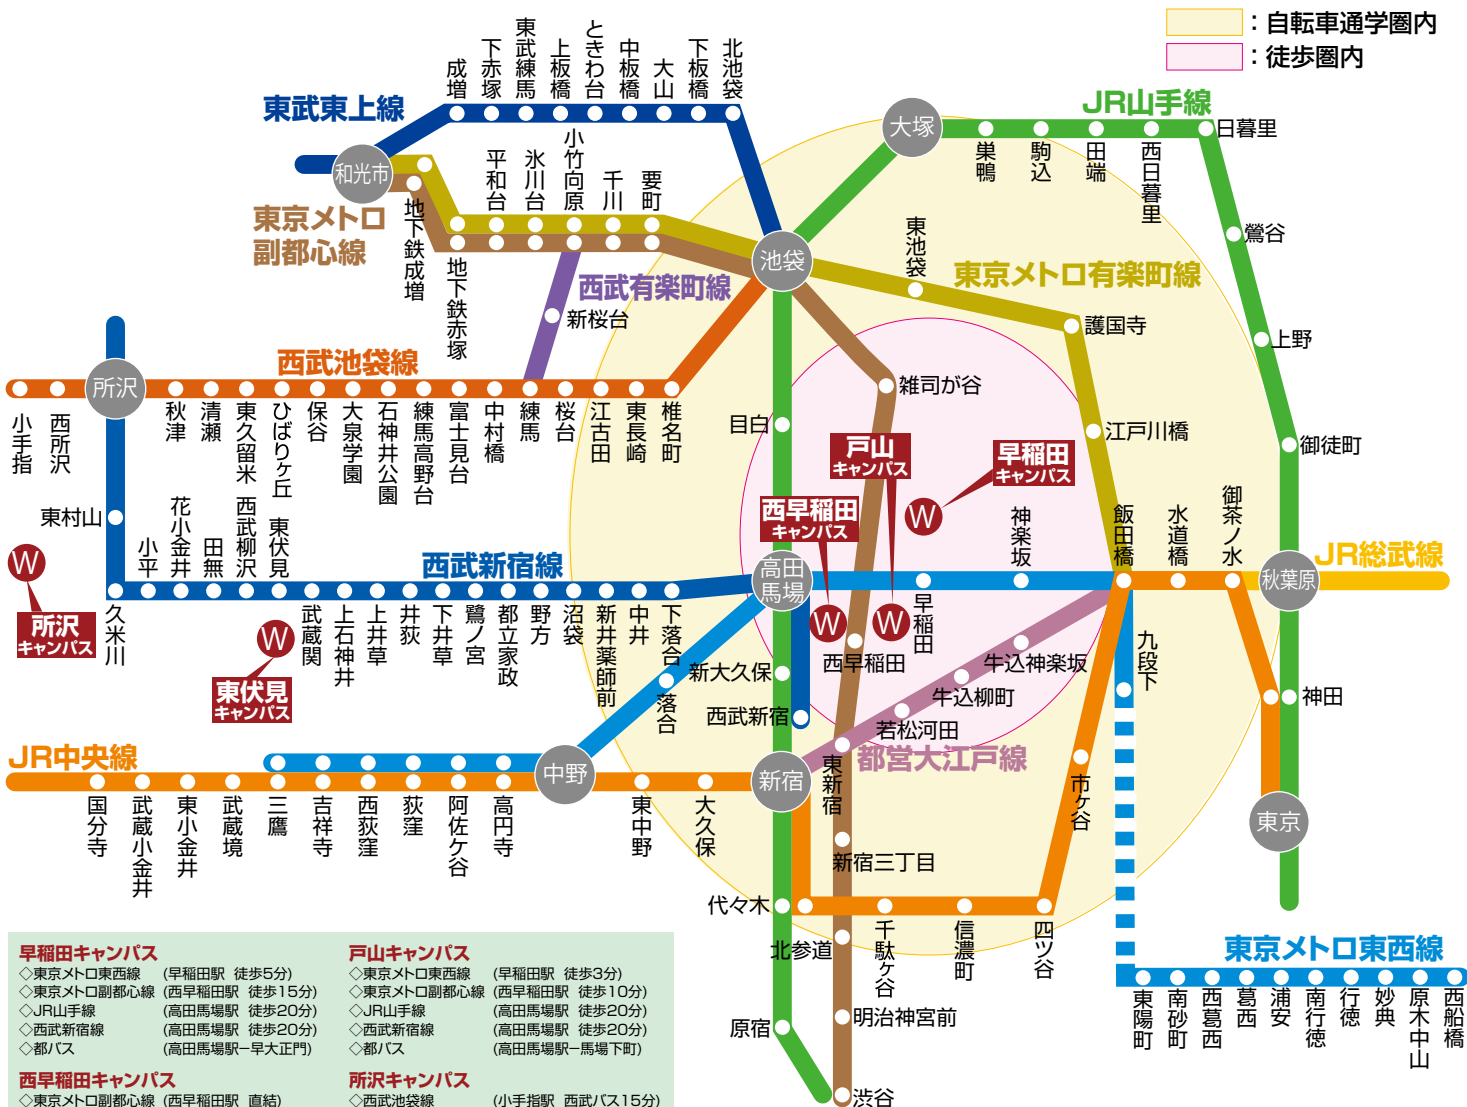 ：自転車通学圏内
：徒歩圏内
東武東上線
成増
下赤塚
東武練馬
上板橋
ときわ台
中板橋
大山
下板橋
北池袋
大塚
JR山手線
巣鴨
駒込
田端
西日暮里
日暮里
鶯谷
上野
御徒町
和光市
東京メトロ
副都心線
地下鉄成増
地下鉄赤塚
平和台
氷川台
小竹向原
千川
要町
池袋
東池袋
東京メトロ有楽町線
護国寺
江戸川橋
西武有楽町線
新桜台
雑司が谷
目白
西武池袋線
所沢
小手指
西所沢
秋津
清瀬
東久留米
ひばりヶ丘
保谷
大泉学園
石神井公園
練馬高野台
富士見台
中村橋
練馬
桜台
江古田
東長崎
椎名町
戸山
キャンパス
早稲田
キャンパス
西早稲田
キャンパス
W
W
W
W
W
東村山
小平
花小金井
田無
西武柳沢
東伏見
西武新宿線
久米川
武蔵関
上石神井
上井草
井荻
下井草
鷺ノ宮
都立家政
野方
沼袋
新井薬師前
中井
下落合
高田
馬場
早稲田
神楽坂
飯田橋
水道橋
御茶ノ水
秋葉原
JR総武線
所沢
キャンパス
東伏見
キャンパス
落合
新大久保
西武新宿
西早稲田
牛込神楽坂
牛込柳町
若松河田
都営大江戸線
九段下
神田
東京
JR中央線
国分寺
武蔵小金井
東小金井
武蔵境
三鷹
吉祥寺
西荻窪
荻窪
阿佐ケ谷
高円寺
中野
東中野
大久保
新宿
東新宿
新宿三丁目
市ヶ谷
代々木
北参道
千駄ヶ谷
信濃町
四ツ谷
原宿
明治神宮前
渋谷
東京メトロ東西線
東陽町
南砂町
西葛西
葛西
浦安
南行徳
行徳
妙典
原木中山
西船橋
早稲田キャンパス
◇東京メトロ東西線 (早稲田駅 徒歩5分)
◇東京メトロ副都心線 (西早稲田駅 徒歩15分)
◇JR山手線 (高田馬場駅 徒歩20分)
◇西武新宿線 (高田馬場駅 徒歩20分)
◇都バス (高田馬場駅－早大正門)
戸山キャンパス
◇東京メトロ東西線 (早稲田駅 徒歩3分)
◇東京メトロ副都心線 (西早稲田駅 徒歩10分)
◇JR山手線 (高田馬場駅 徒歩20分)
◇西武新宿線 (高田馬場駅 徒歩20分)
◇都バス (高田馬場駅－馬場下町)
西早稲田キャンパス
◇東京メトロ副都心線 (西早稲田駅 直結)
所沢キャンパス
◇西武池袋線 (小手指駅 西武バス15分)